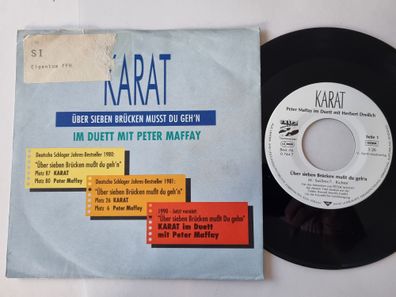 SI
Eigentum FFH
KARAT
ÜBER SIEBEN BRÜCKEN MUSST DU GEH'N
IM DUETT MIT PETER MAFFAY
Deutsche Schlager Jahres-Bestseller 1980:
"Über sieben Brücken mußt du geh'n"
Platz 87 KARAT
Platz 80 Peter Maffay
Deutsche Schlager Jahres-Bestseller 1981:
"Über sieben Brücken mußt du geh'n"
Platz 26 KARAT
Platz 4 Peter Maffay
1990 - Jetzt vereint:
"Über sieben Brücken mußt Du gehn"
KARAT im Duett
mit Peter Maffay
KARAT
Peter Maffay im Duett mit Herbert Dreilich
Seite 1
Über sieben Brücken mußt du geh'n